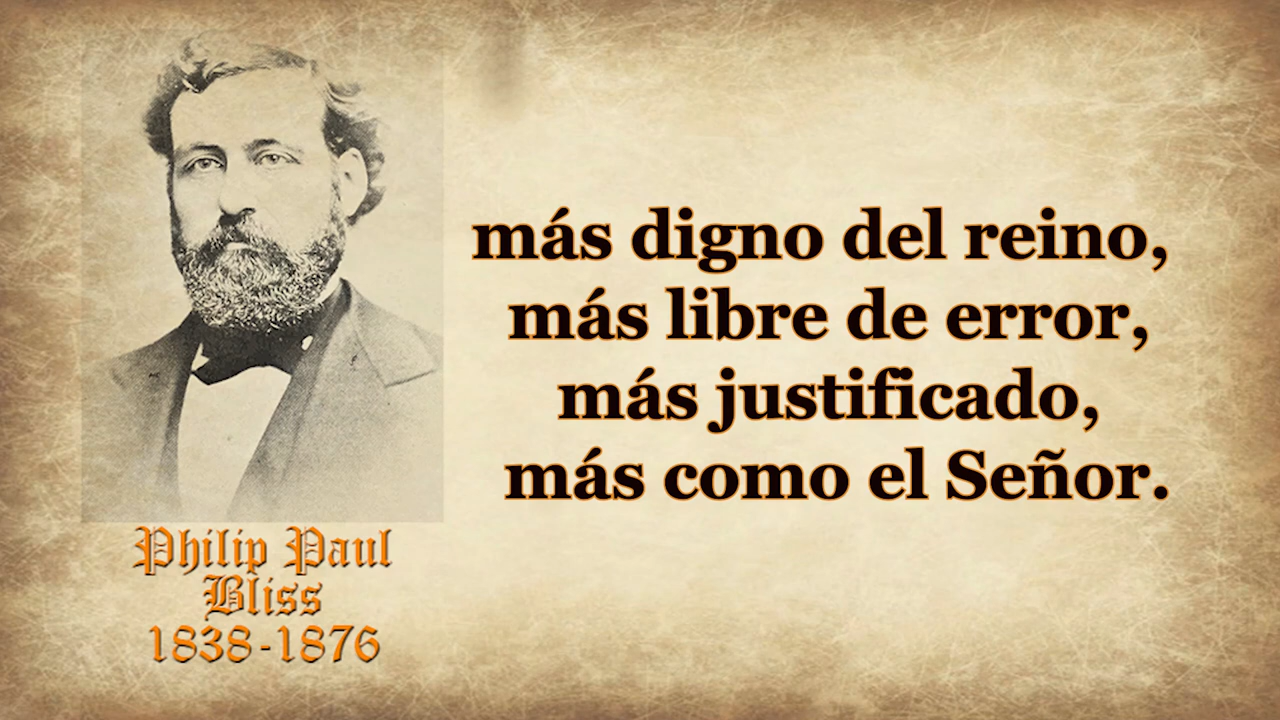 más digno del reino,
más libre de error,
más justificado,
más como el Señor.
Philip Paul
Bliss
1838-1876